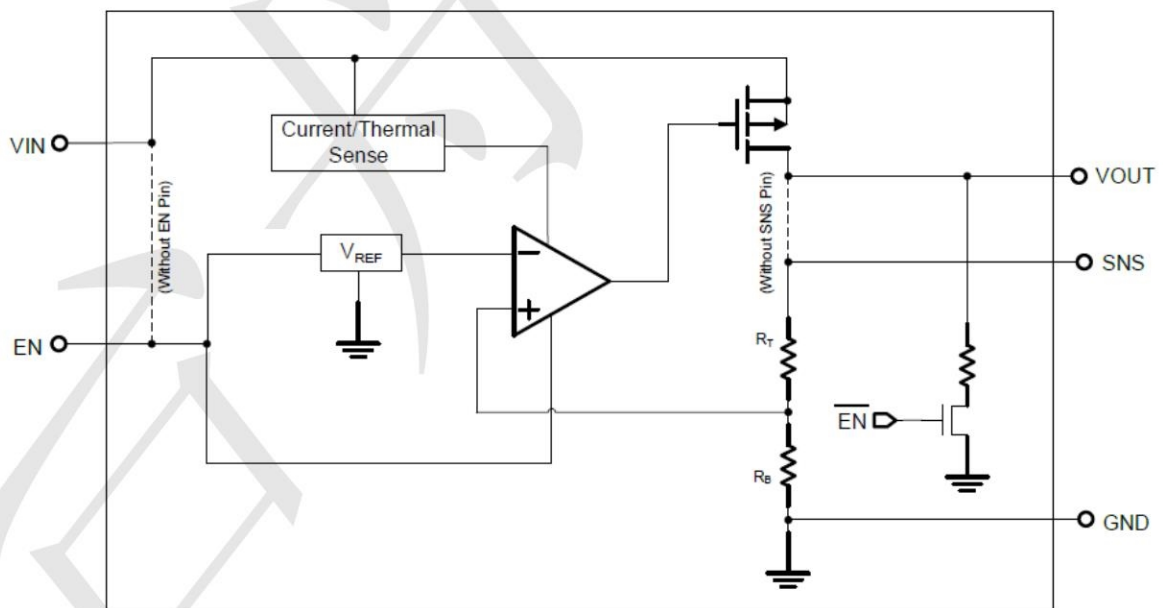 Current/Thermal
Sense
VIN
(Without EN Pin)
VREF
EN
(Without SNS Pin)
VOUT
SNS
RT
EN
RB
GND